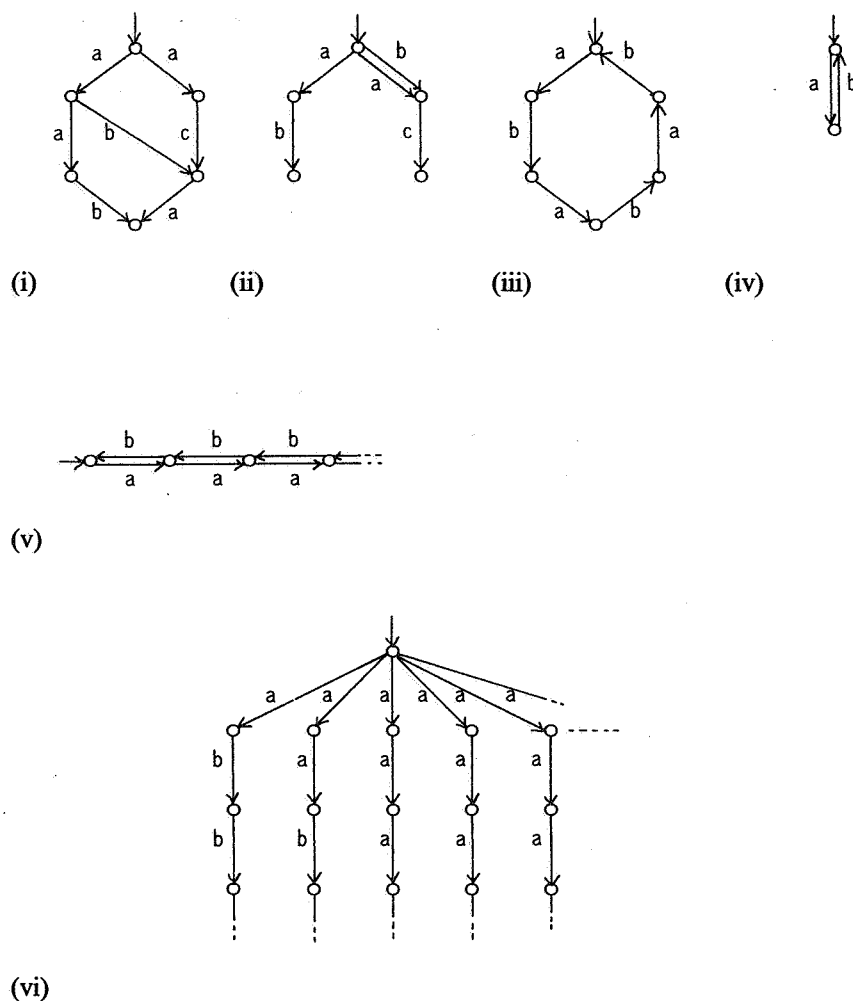 a a a b a a b
a b c b c b a b
b a a b
(i) (ii) (iii) (iv)
b b b
a a a
(v)
a a a a a a
b a a a a
b b a a a
(vi)